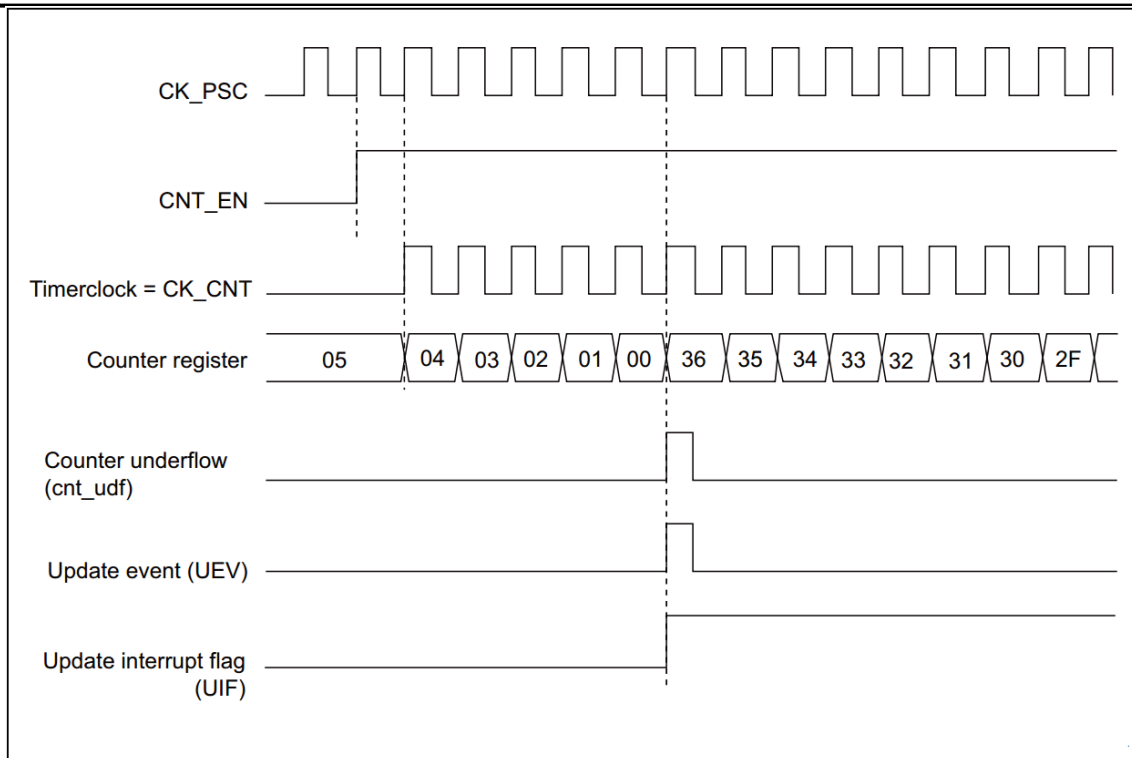 CK_PSC
CNT_EN
Timerclock = CK_CNT
Counter register 05 04 03 02 01 00 36 35 34 33 32 31 30 2F
Counter underflow
(cnt_udf)
Update event (UEV)
Update interrupt flag
(UIF)